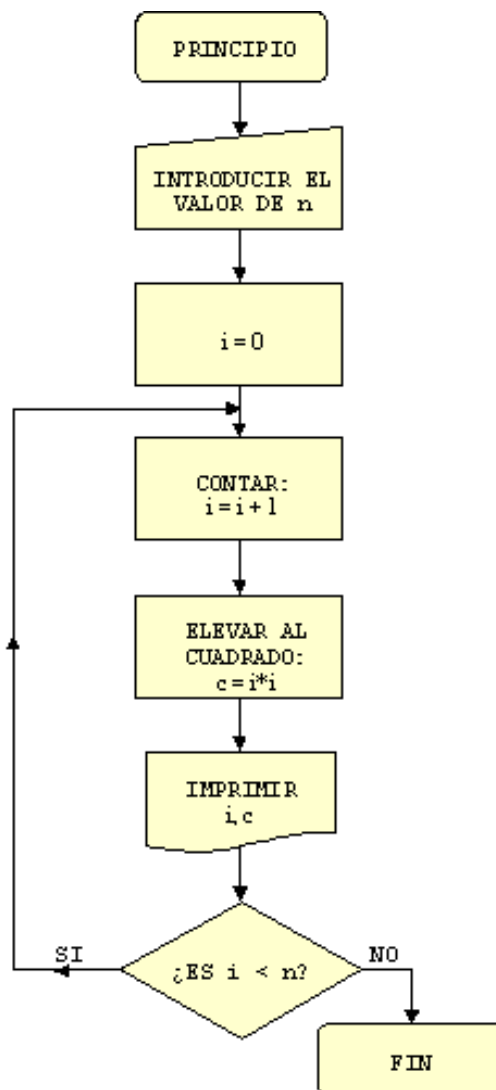 PRINCIPIO
INTRODUCIR EL
VALOR DE n
i=0
CONTAR:
i=i+1
ELEVAR AL
CUADRADO:
c=i*i
IMPRIMIR
i,c
¿ES i < n?
SI
NO
FIN